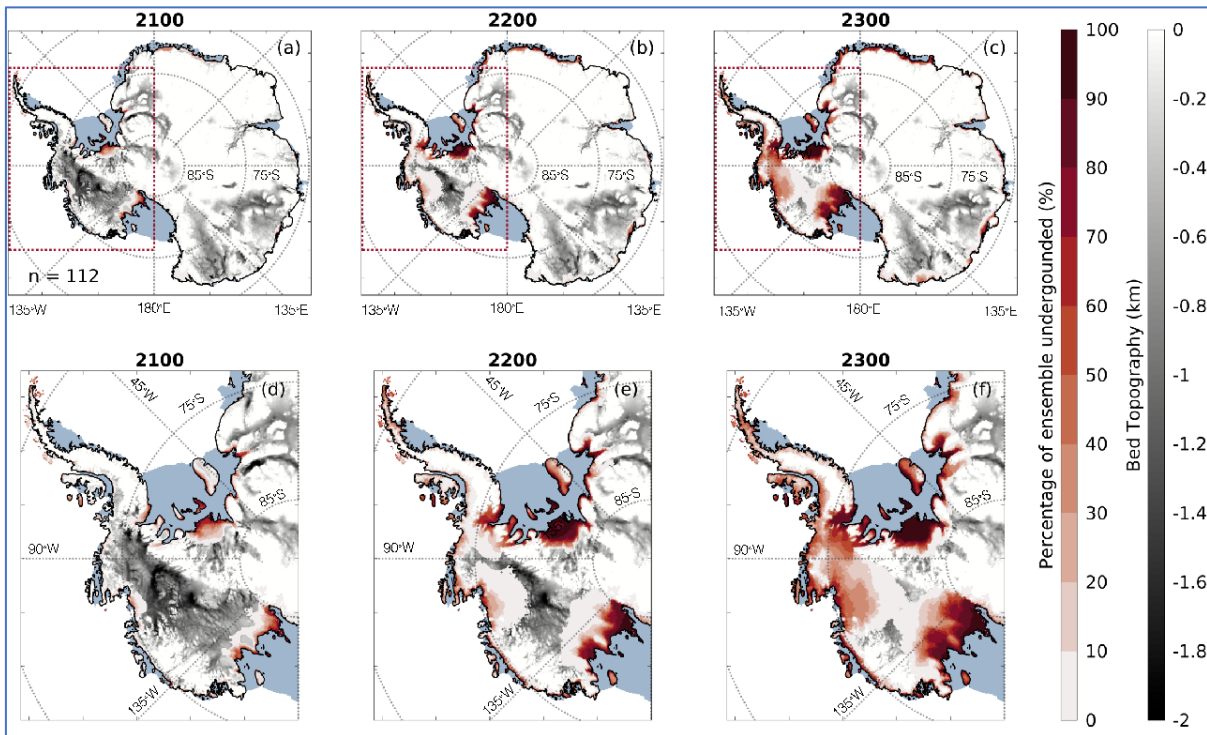 2100 2200 2300
(a) (b) (c)
85°S 75°S 85°S 75°S 85°S 75°S
n = 112
135°W 180°E 135°E 135°W 180°E 135°E 135°W 180°E 135°E
2100 2200 2300
(d) (e) (f)
45°W 75°S 45°W 75°S 45°W 75°S
85°S 85°S 85°S
90°W 90°W 90°W
135°W 135°W 135°W
Percentage of ensemble undergrounded (%)
100
90
80
70
60
50
40
30
20
10
0
Bed Topography (km)
0
-0.2
-0.4
-0.6
-0.8
-1
-1.2
-1.4
-1.6
-1.8
-2